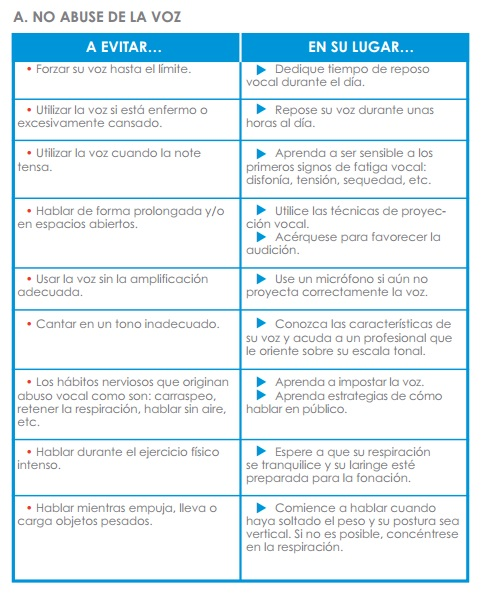 A. NO ABUSE DE LA VOZ
A EVITAR…
EN SU LUGAR…
• Forzar su voz hasta el límite.
▶ Dedique tiempo de reposo
vocal durante el día.
• Utilizar la voz si está enfermo o
excesivamente cansado.
▶ Repose su voz durante unas
horas al día.
• Utilizar la voz cuando la note
tensa.
▶ Aprenda a ser sensible a los
primeros signos de fatiga vocal:
disfonía, tensión, sequedad, etc.
• Hablar de forma prolongada y/o
en espacios abiertos.
▶ Utilice las técnicas de proyec-
ción vocal.
▶ Acérquese para favorecer la
audición.
• Usar la voz sin la amplificación
adecuada.
▶ Use un micrófono si aún no
proyecta correctamente la voz.
• Cantar en un tono inadecuado.
▶ Conozca las características de
su voz y acuda a un profesional que
le oriente sobre su escala tonal.
• Los hábitos nerviosos que originan
abuso vocal como son: carraspeo,
retener la respiración, hablar sin aire,
etc.
▶ Aprenda a impostar la voz.
▶ Aprenda estrategias de cómo
hablar en público.
• Hablar durante el ejercicio físico
intenso.
▶ Espere a que su respiración
se tranquilice y su laringe esté
preparada para la fonación.
• Hablar mientras empuja, lleva o
carga objetos pesados.
▶ Comience a hablar cuando
haya soltado el peso y su postura sea
vertical. Si no es posible, concéntrese
en la respiración.